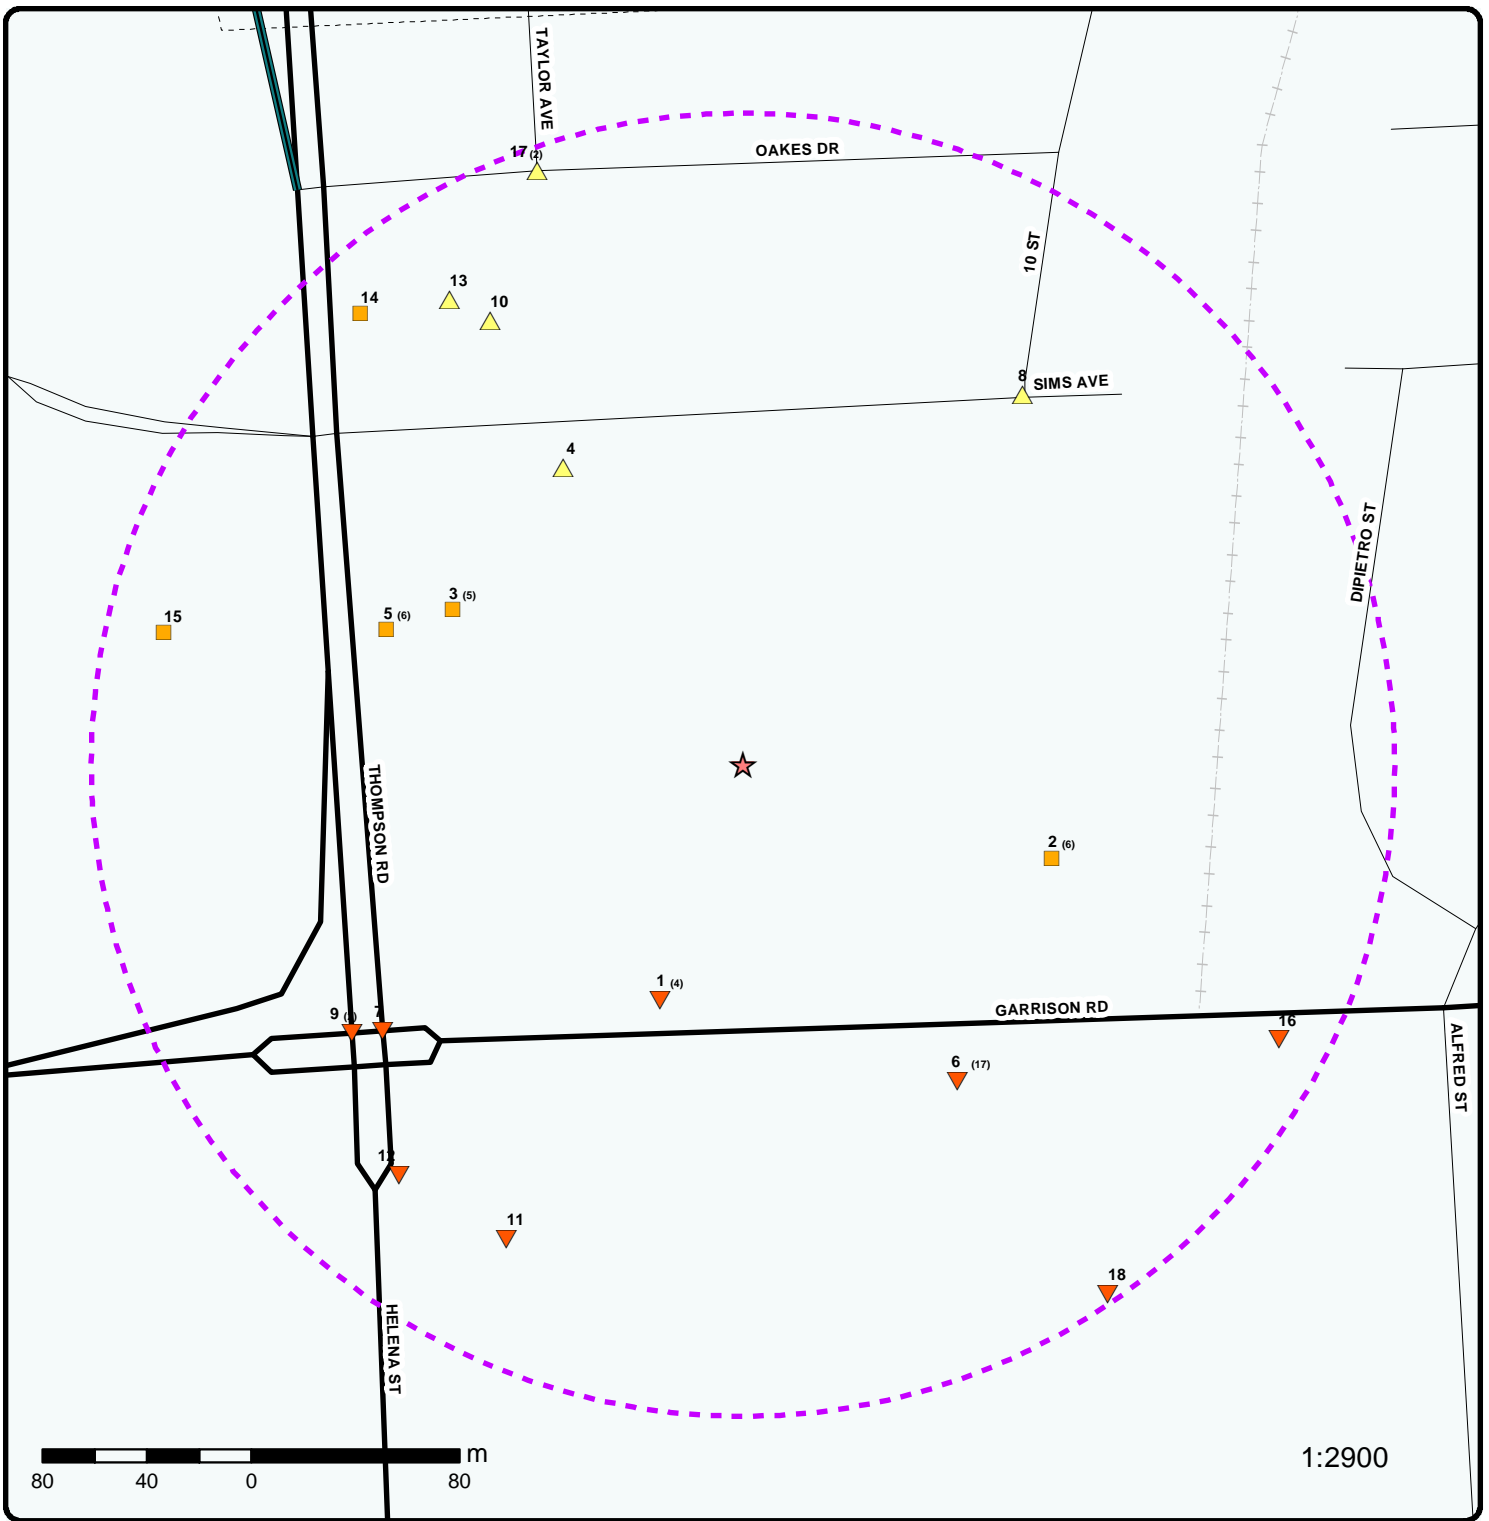 TAYLOR AVE
17 (2)
OAKES DR
10 ST
13
14
10
8
SIMS AVE
4
DIPIETRO ST
3 (5)
5 (6)
15
THOMPSON RD
2 (6)
1 (4)
GARRISON RD
9
7
16
6 (17)
ALFRED ST
12
11
18
HELENA ST
m
80 40 0 80
1:2900